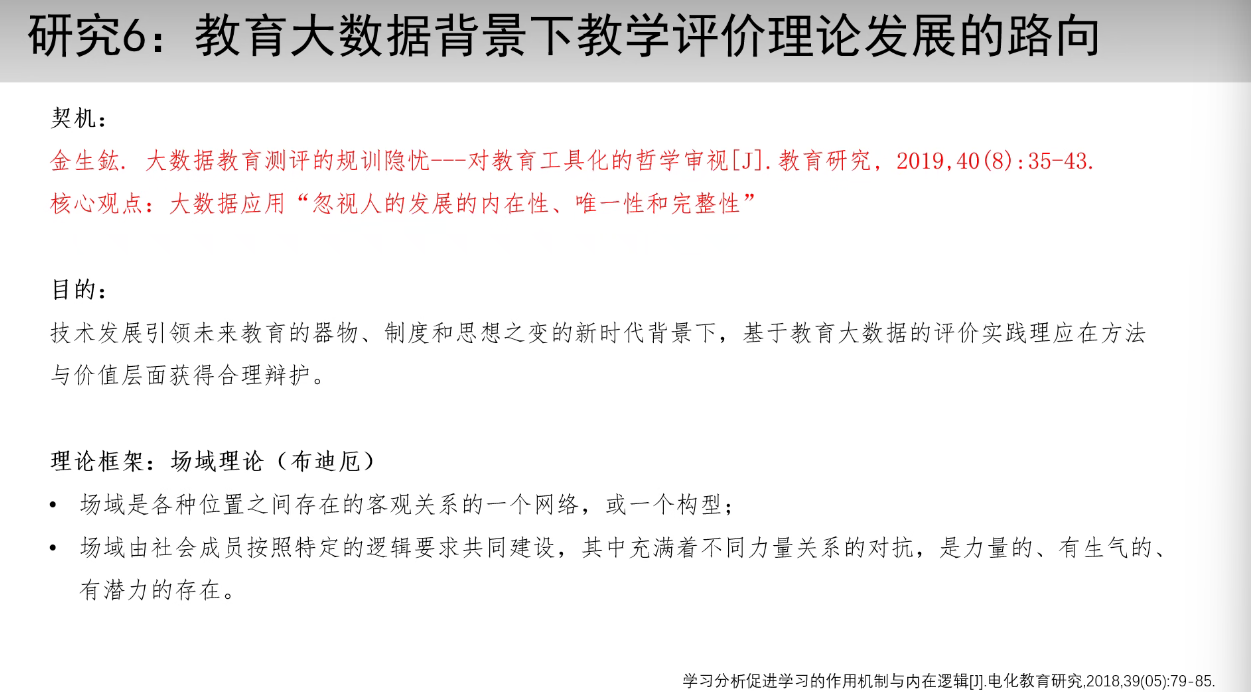 研究6：教育大数据背景下教学评价理论发展的路向
契机：
金生鈜. 大数据教育测评的规训隐忧---对教育工具化的哲学审视[J].教育研究, 2019,40(8):35-43.
核心观点：大数据应用“忽视人的发展的内在性、唯一性和完整性”
目的：
技术发展引领未来教育的器物、制度和思想之变的新时代背景下，基于教育大数据的评价实践理应在方法
与价值层面获得合理辩护。
理论框架：场域理论（布迪厄）
• 场域是各种位置之间存在的客观关系的一个网络，或一个构型；
• 场域由社会成员按照特定的逻辑要求共同建设，其中充满着不同力量关系的对抗，是力量的、有生气的、
有潜力的存在。
学习分析促进学习的作用机制与内在逻辑[J].电化教育研究,2018,39(05):79-85.